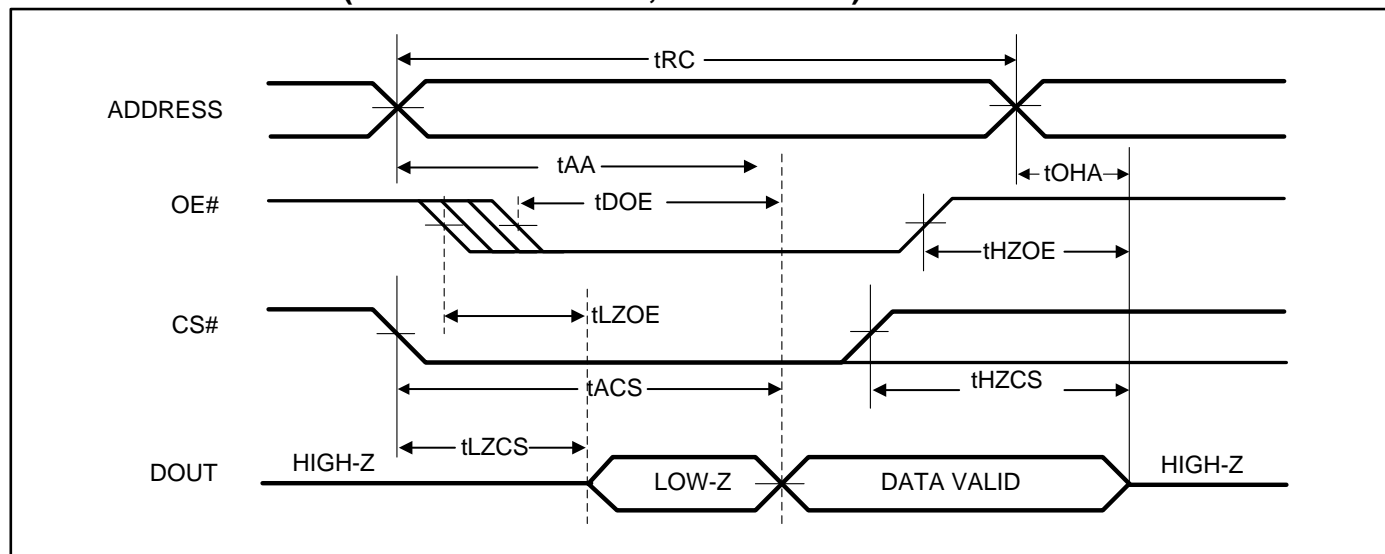 tRC
ADDRESS
tAA
tOHA
OE#
tDOE
tHZOE
CS#
tLZOE
tACS
tHZCS
tLZCS
DOUT
HIGH-Z
LOW-Z
DATA VALID
HIGH-Z